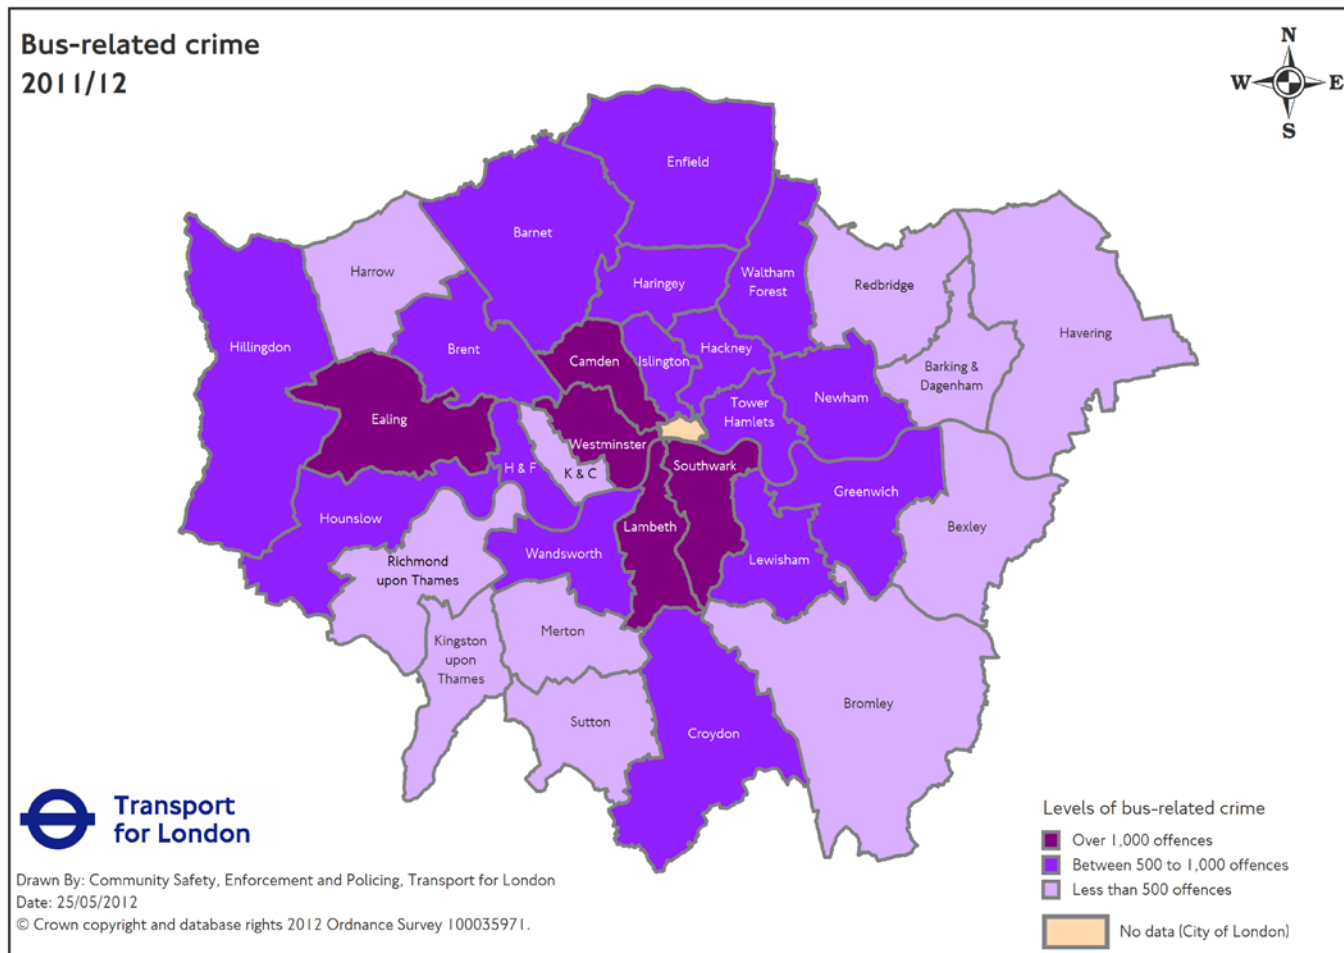 Bus-related crime
2011/12
N
W
E
S
Enfield
Barnet
Harrow
Haringey
Waltham
Forest
Redbridge
Havering
Hillingdon
Brent
Camden
Islington
Hackney
Barking &
Dagenham
Ealing
Tower
Hamlets
Newham
Westminster
H & F
K & C
Southwark
Greenwich
Hounslow
Lambeth
Bexley
Richmond
upon Thames
Wandsworth
Lewisham
Kingston
upon
Thames
Merton
Sutton
Croydon
Bromley
Transport
for London
Drawn By: Community Safety, Enforcement and Policing, Transport for London
Date: 25/05/2012
© Crown copyright and database rights 2012 Ordnance Survey 100035971.
Levels of bus-related crime
Over 1,000 offences
Between 500 to 1,000 offences
Less than 500 offences
No data (City of London)